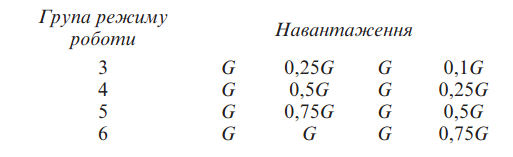 Група режиму
роботи
Навантаження
3 G 0,25G G 0,1G
4 G 0,5G G 0,25G
5 G 0,75G G 0,5G
6 G G G 0,75G